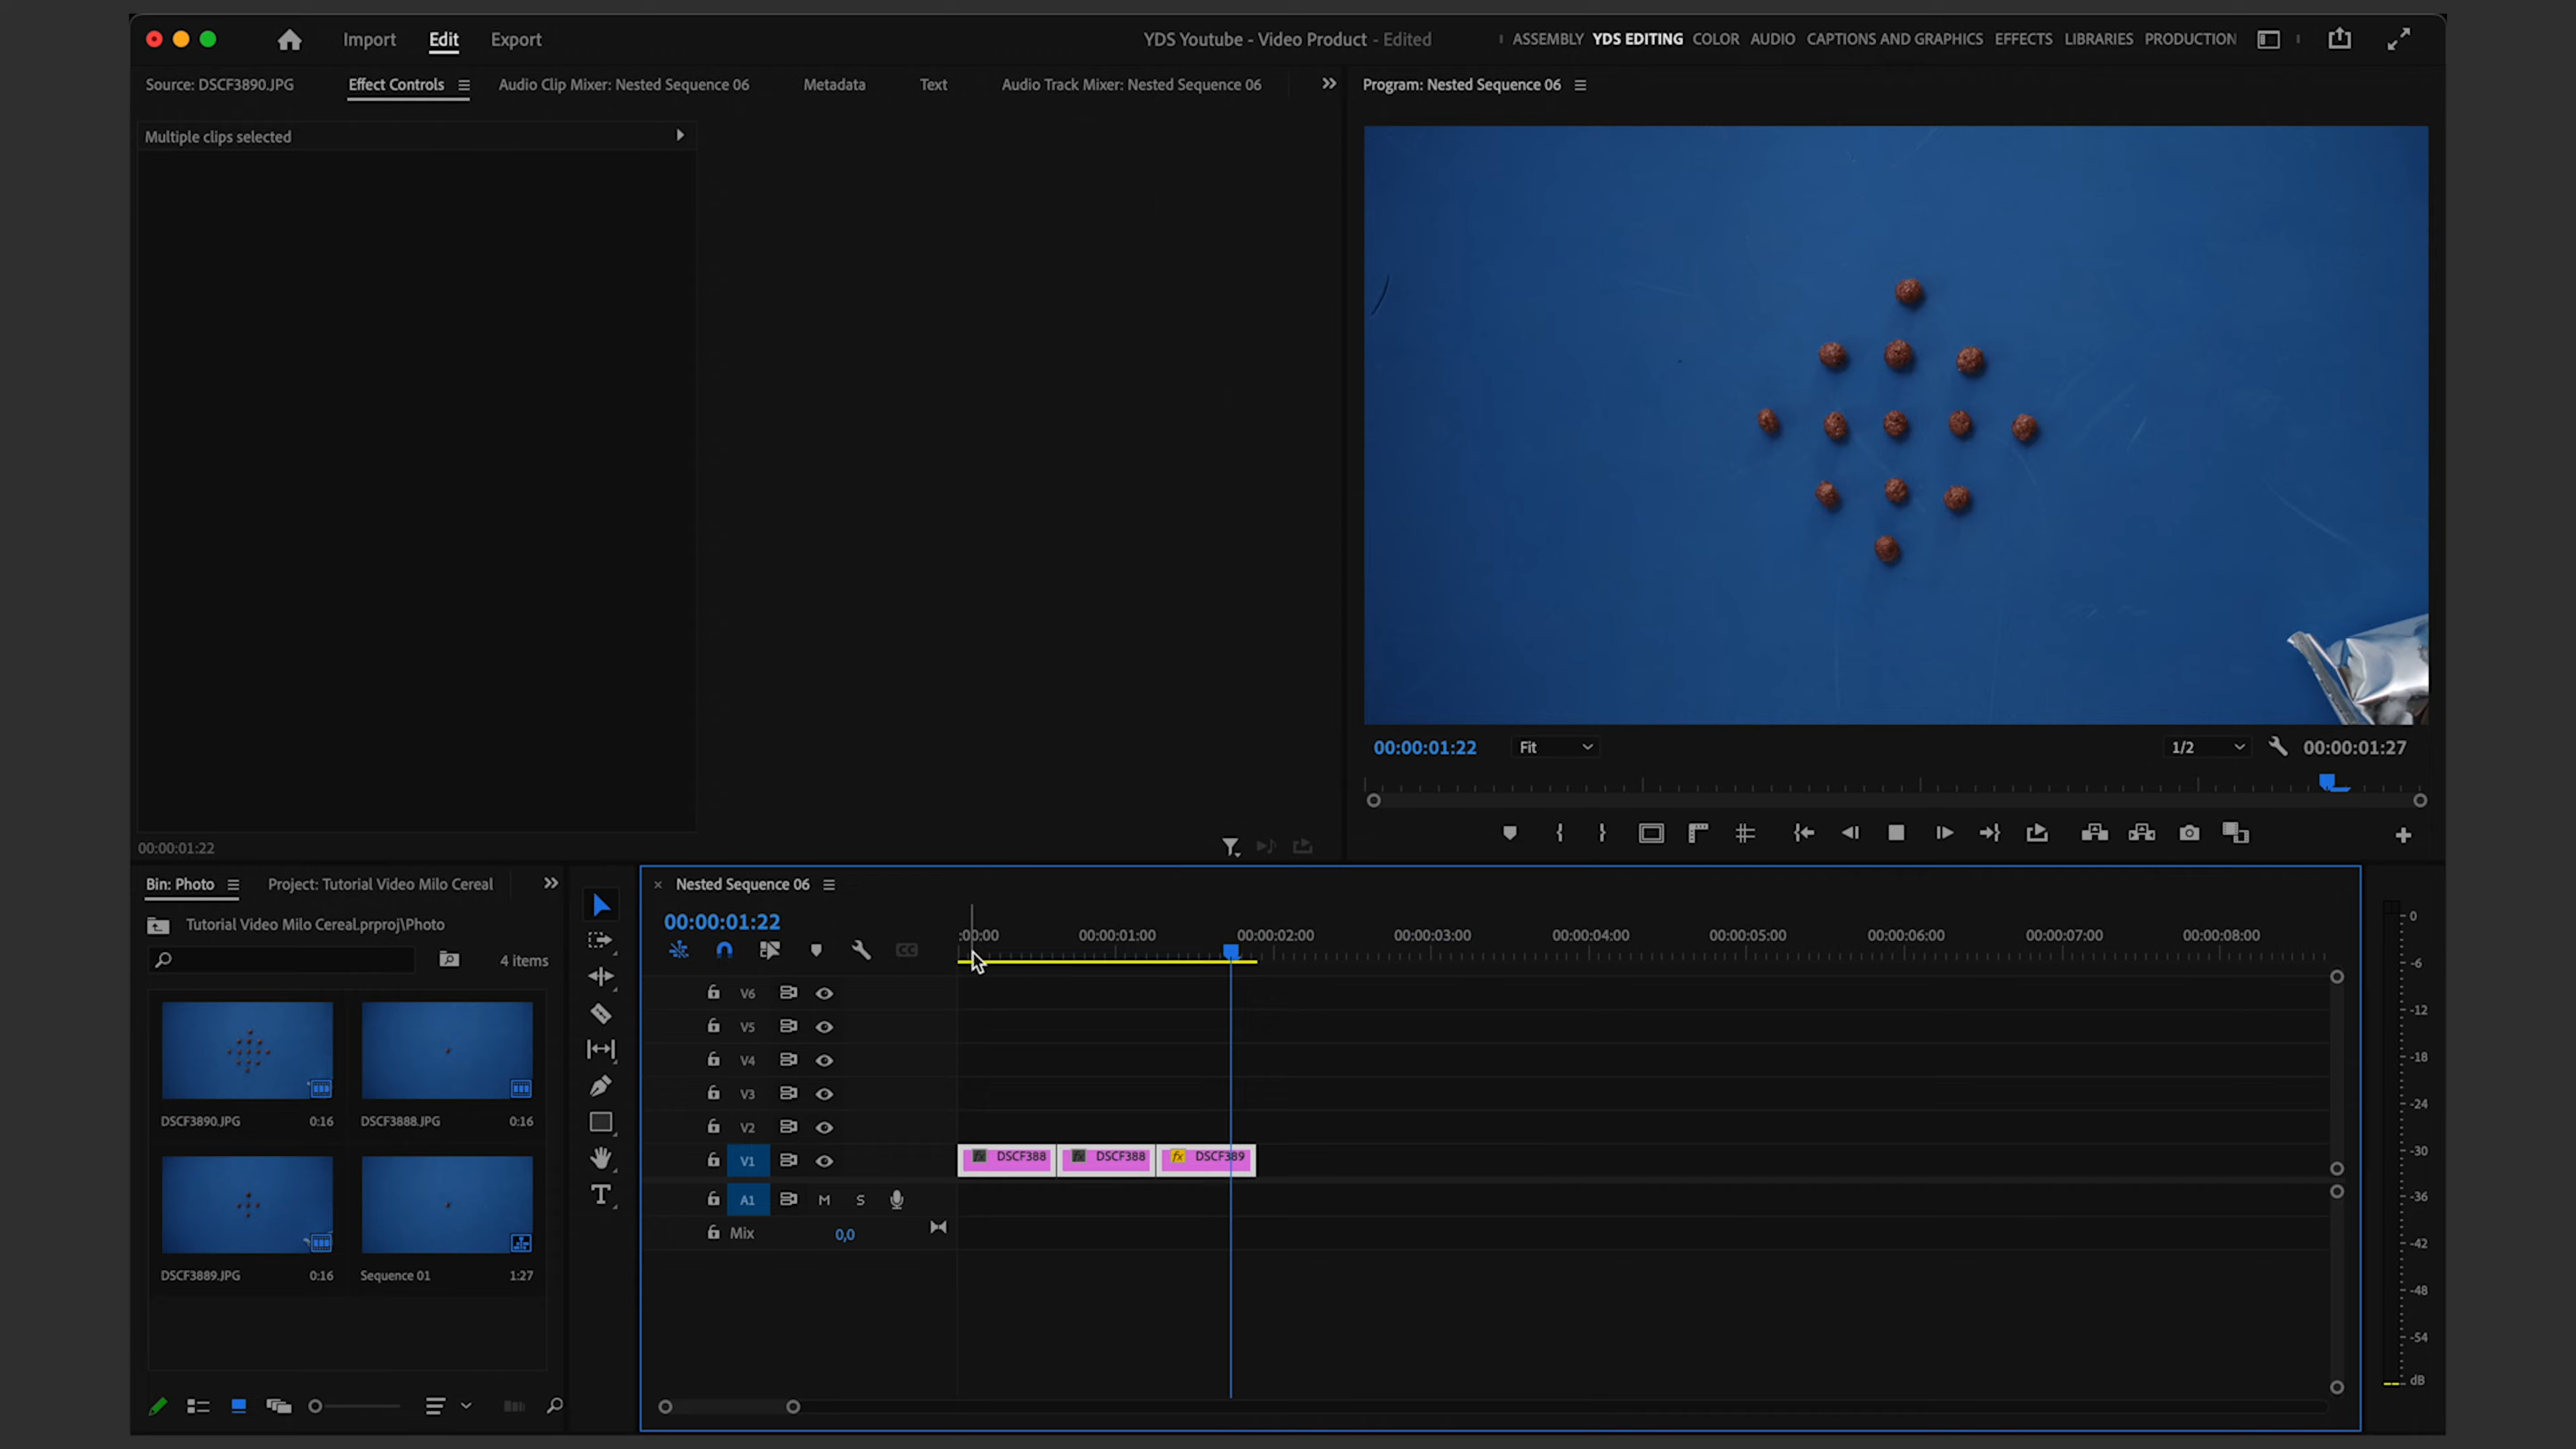 Import Edit Export YDS Youtube - Video Product - Edited ASSEMBLY YDS EDITING COLOR AUDIO CAPTIONS AND GRAPHICS EFFECTS LIBRARIES PRODUCTION
Source: DSCF3890.JPG Effect Controls Audio Clip Mixer: Nested Sequence 06 Metadata Text Audio Track Mixer: Nested Sequence 06 Program: Nested Sequence 06
Multiple clips selected
00:00:01:22 Fit 1/2 00:00:01:27
00:00:01:22
Bin: Photo Project: Tutorial Video Milo Cereal Nested Sequence 06
Tutorial Video Milo Cereal.prproj\Photo 00:00:01:22
:00:00 00:00:01:00 00:00:02:00 00:00:03:00 00:00:04:00 00:00:05:00 00:00:06:00 00:00:07:00 00:00:08:00
4 items
V6
V5
V4
V3
V2
V1 fx DSCF388 fx DSCF388 fx DSCF389
A1 M S
Mix 0,0
DSCF3890.JPG 0:16 DSCF3888.JPG 0:16
DSCF3889.JPG 0:16 Sequence 01 1:27
0
-6
-12
-18
-24
-30
-36
-42
-48
-54
dB